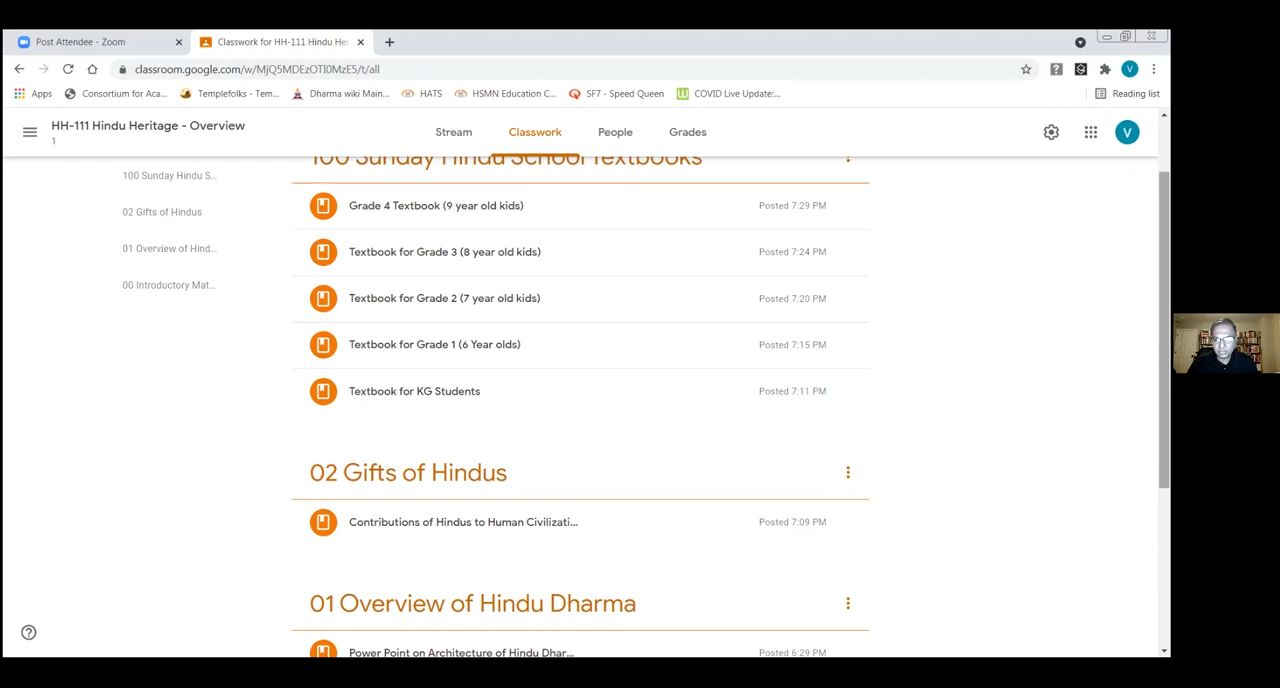 Post Attendee - Zoom
Classwork for HH-111 Hindu Her
classroom.google.com/w/MjQ5MDEzOTI0MzE5/t/all
V
Apps
Consortium for Aca...
Templefolks - Tem...
Dharma wiki Main...
HATS
HSMN Education C...
SF7 - Speed Queen
COVID Live Update:...
Reading list
HH-111 Hindu Heritage - Overview
1
Stream
Classwork
People
Grades
V
100 Sunday Hindu S...
02 Gifts of Hindus
01 Overview of Hind...
00 Introductory Mat...
100 Sunday Hindu School Textbooks
Grade 4 Textbook (9 year old kids)
Posted 7:29 PM
Textbook for Grade 3 (8 year old kids)
Posted 7:24 PM
Textbook for Grade 2 (7 year old kids)
Posted 7:20 PM
Textbook for Grade 1 (6 Year olds)
Posted 7:15 PM
Textbook for KG Students
Posted 7:11 PM
02 Gifts of Hindus
Contributions of Hindus to Human Civilizati...
Posted 7:09 PM
01 Overview of Hindu Dharma
Power Point on Architecture of Hindu Dhar...
Posted 6:29 PM